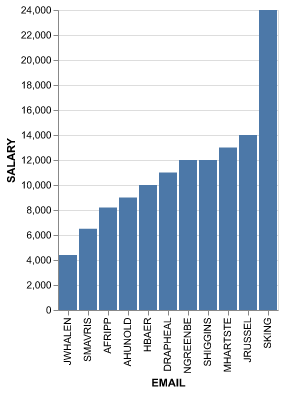 24,000
22,000
20,000
18,000
16,000
14,000
12,000
10,000
8,000
6,000
4,000
2,000
0
SALARY
JWHALEN
SMAVRIS
AFRIPP
AHUNOLD
HBAER
DRAPHEAL
NGREENBE
SHIGGINS
MHARTSTE
JRUSSEL
SKING
EMAIL